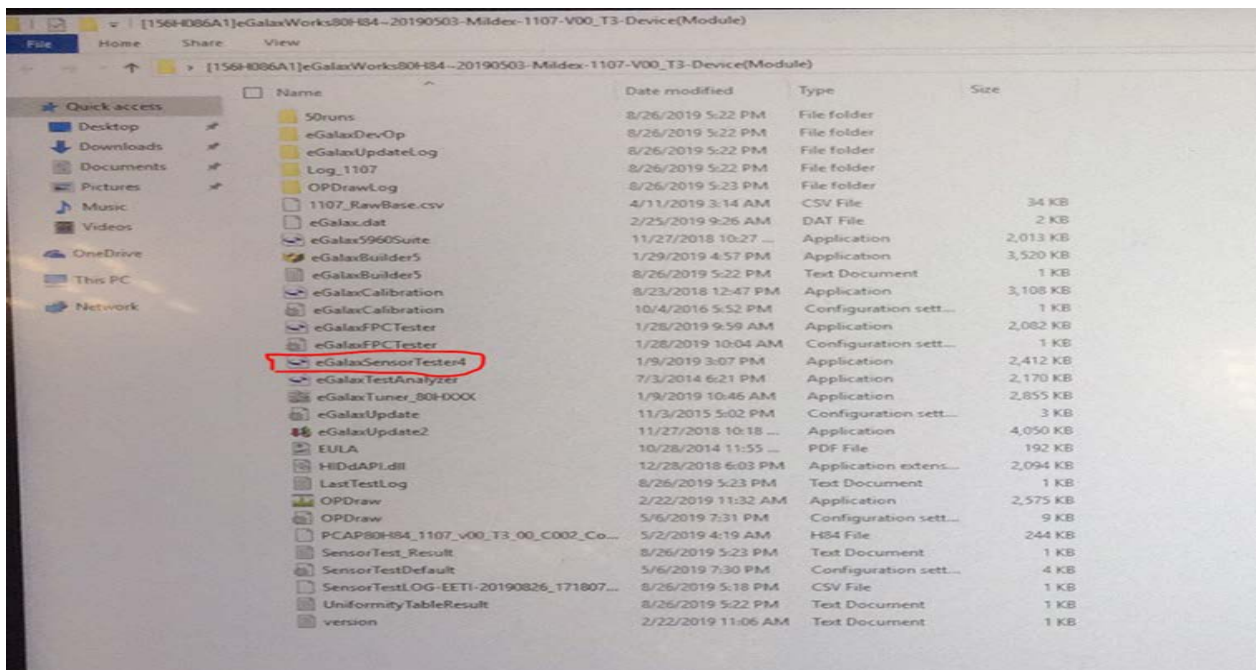 [156H086A1]eGalaxWorks80H84~20190503-Mildex-1107-V00_T3-Device(Module)
File Home Share View
[156H086A1]eGalaxWorks80H84~20190503-Mildex-1107-V00_T3-Device(Module)
Name Date modified Type Size
Quick access
Desktop
Downloads
Documents
Pictures
Music
Videos
OneDrive
This PC
Network
50runs 8/26/2019 5:22 PM File folder
eGalaxDevOp 8/26/2019 5:22 PM File folder
eGalaxUpdateLog 8/26/2019 5:22 PM File folder
Log_1107 8/26/2019 5:22 PM File folder
OPDrawLog 8/26/2019 5:23 PM File folder
1107_RawBase.csv 4/11/2019 3:14 AM CSV File 34 KB
eGalax.dat 2/25/2019 9:26 AM DAT File 2 KB
eGalax5960Suite 11/27/2018 10:27 ... Application 2,013 KB
eGalaxBuilder5 1/29/2019 4:57 PM Application 3,520 KB
eGalaxBuilder5 8/26/2019 5:22 PM Text Document 1 KB
eGalaxCalibration 8/23/2018 12:47 PM Application 3,108 KB
eGalaxCalibration 10/4/2016 5:52 PM Configuration sett... 1 KB
eGalaxFPCTester 1/28/2019 9:59 AM Application 2,082 KB
eGalaxFPCTester 1/28/2019 10:04 AM Configuration sett... 1 KB
eGalaxSensorTester4 1/9/2019 3:07 PM Application 2,412 KB
eGalaxTestAnalyzer 7/3/2014 6:21 PM Application 2,170 KB
eGalaxTuner_80HXXX 1/9/2019 10:46 AM Application 2,855 KB
eGalaxUpdate 11/3/2015 5:02 PM Configuration sett... 3 KB
eGalaxUpdate2 11/27/2018 10:18 ... Application 4,050 KB
EULA 10/28/2014 11:55 ... PDF File 192 KB
HIDdAPI.dll 12/28/2018 6:03 PM Application extens... 2,094 KB
LastTestLog 8/26/2019 5:23 PM Text Document 1 KB
OPDraw 2/22/2019 11:32 AM Application 2,575 KB
OPDraw 5/6/2019 7:31 PM Configuration sett... 9 KB
PCAP80H84_1107_v00_T3_00_C002_Co... 5/2/2019 4:19 AM H84 File 244 KB
SensorTest_Result 8/26/2019 5:23 PM Text Document 1 KB
SensorTestDefault 5/6/2019 7:30 PM Configuration sett... 4 KB
SensorTestLOG-EETI-20190826_171807... 8/26/2019 5:18 PM CSV File 1 KB
UniformityTableResult 8/26/2019 5:22 PM Text Document 1 KB
version 2/22/2019 11:06 AM Text Document 1 KB